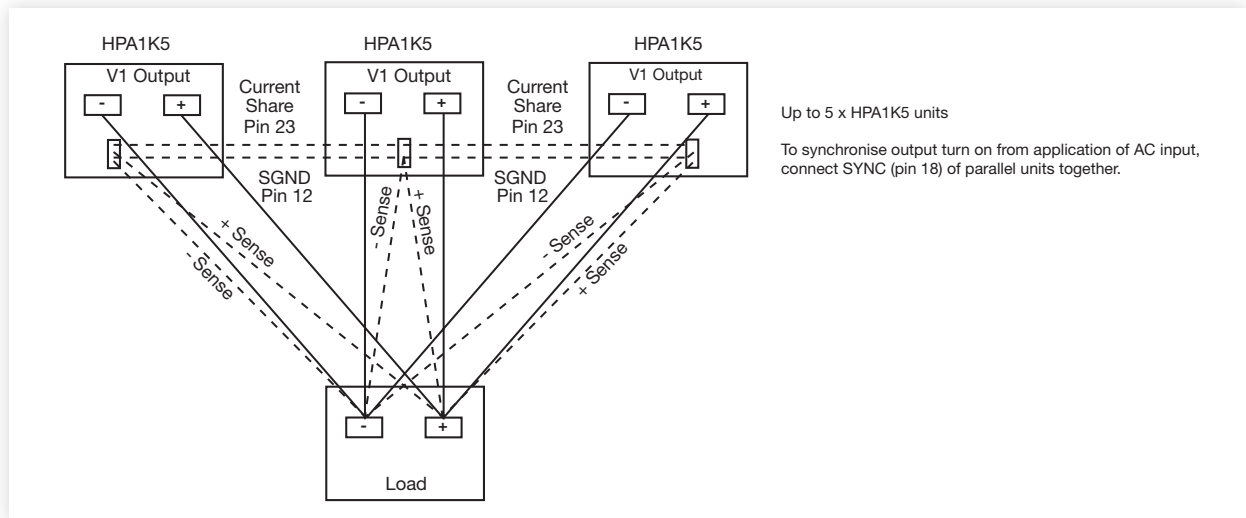 HPA1K5
HPA1K5
HPA1K5
V1 Output
- +
Current
Share
Pin 23
V1 Output
- +
Current
Share
Pin 23
V1 Output
- +
SGND
Pin 12
SGND
Pin 12
+ Sense
- Sense
- Sense
+ Sense
- Sense
+ Sense
- +
Load
Up to 5 x HPA1K5 units
To synchronise output turn on from application of AC input,
connect SYNC (pin 18) of parallel units together.